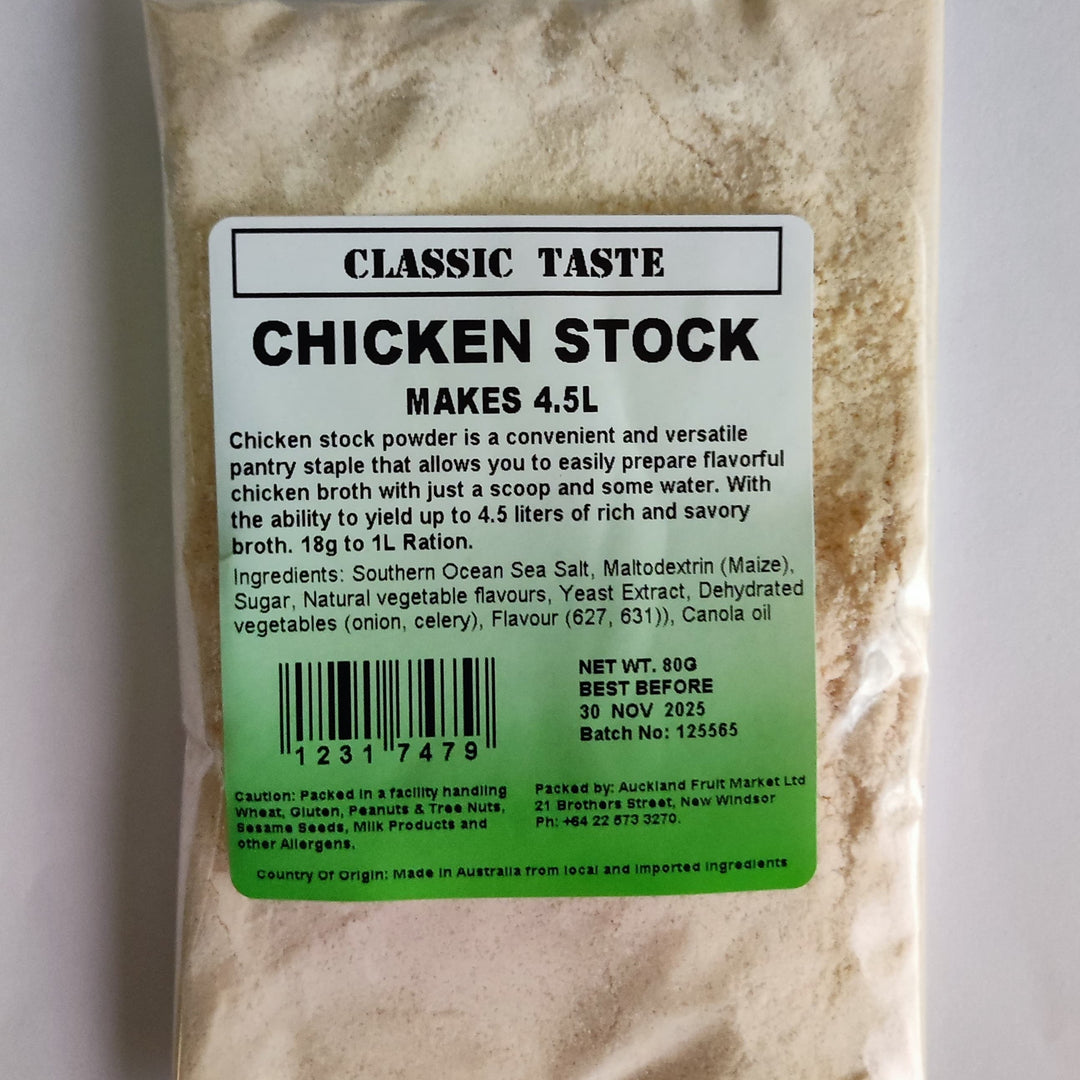 CLASSIC TASTE
CHICKEN STOCK
MAKES 4.5L
Chicken stock powder is a convenient and versatile
pantry staple that allows you to easily prepare flavorful
chicken broth with just a scoop and some water. With
the ability to yield up to 4.5 liters of rich and savory
broth. 18g to 1L Ration.
Ingredients: Southern Ocean Sea Salt, Maltodextrin (Maize),
Sugar, Natural vegetable flavours, Yeast Extract, Dehydrated
vegetables (onion, celery), Flavour (627, 631)), Canola oil
1231 7479
NET WT. 80G
BEST BEFORE
30 NOV 2025
Batch No: 125565
Caution: Packed in a facility handling
Wheat, Gluten, Peanuts & Tree Nuts,
Sesame Seeds, Milk Products and
other Allergens.
Packed by: Auckland Fruit Market Ltd
21 Brothers Street, New Windsor
Ph: +64 22 673 3270.
Country Of Origin: Made in Australia from local and imported ingredients